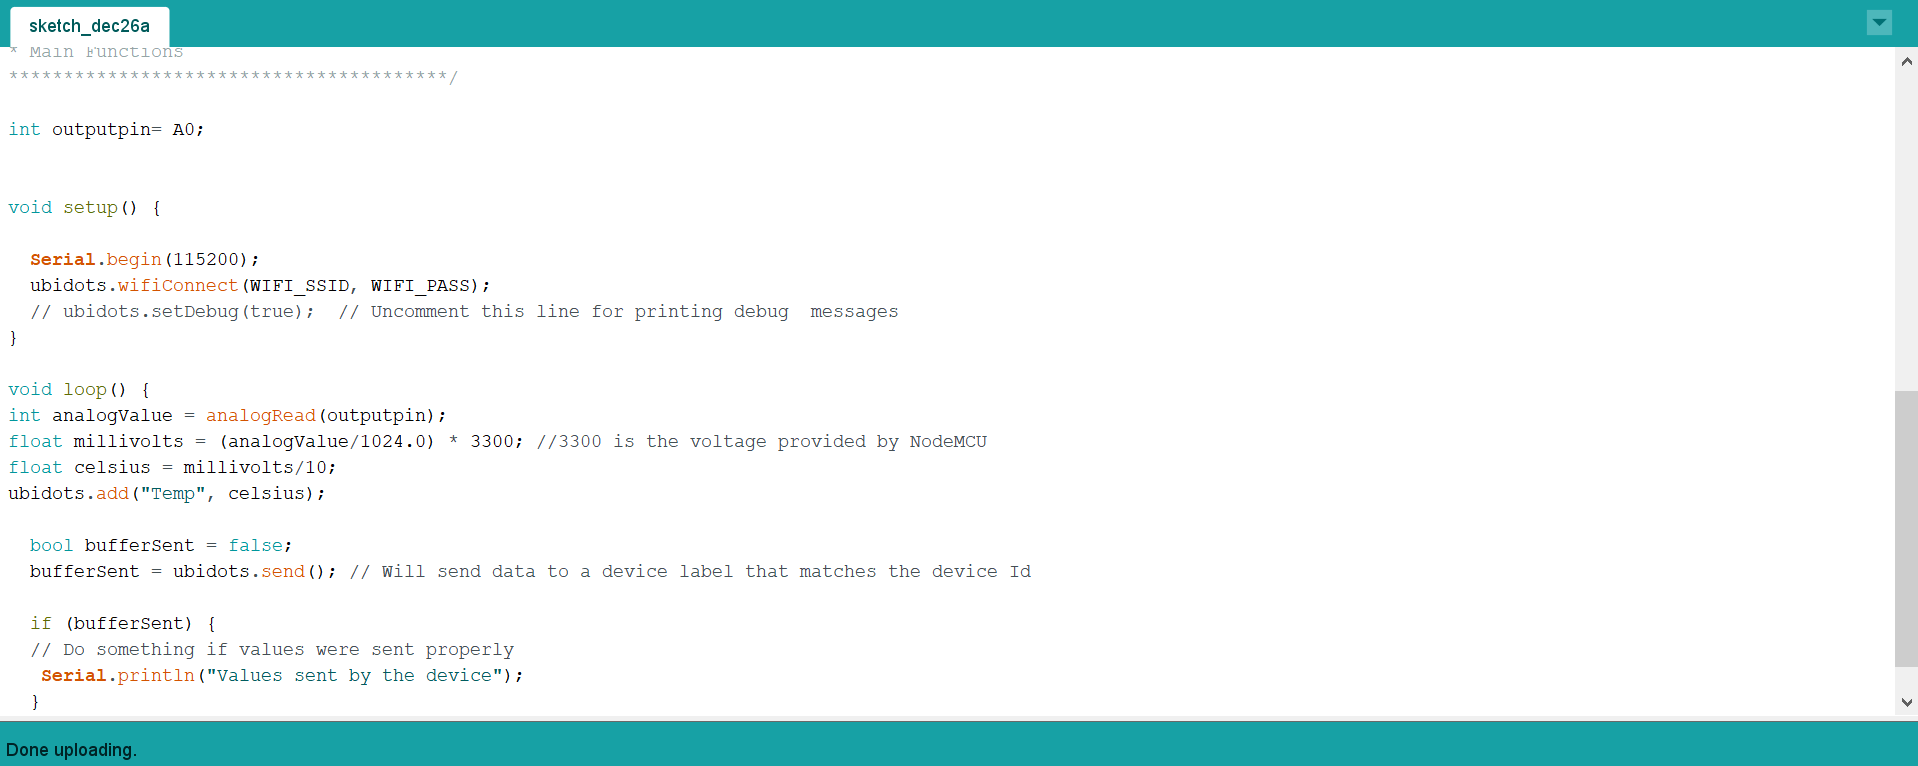 sketch_dec26a
* Main Functions
****************************************/
int outputpin= A0;
void setup() {
Serial.begin(115200);
ubidots.wifiConnect(WIFI_SSID, WIFI_PASS);
// ubidots.setDebug(true);  // Uncomment this line for printing debug  messages
}
void loop() {
int analogValue = analogRead(outputpin);
float millivolts = (analogValue/1024.0) * 3300; //3300 is the voltage provided by NodeMCU
float celsius = millivolts/10;
ubidots.add("Temp", celsius);
bool bufferSent = false;
bufferSent = ubidots.send(); // Will send data to a device label that matches the device Id
if (bufferSent) {
// Do something if values were sent properly
Serial.println("Values sent by the device");
}
Done uploading.